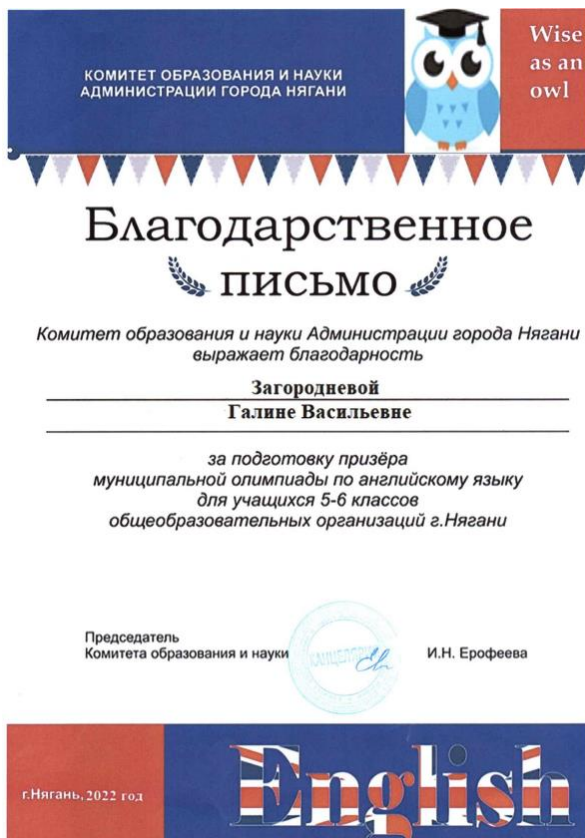 КОМИТЕТ ОБРАЗОВАНИЯ И НАУКИ
АДМИНИСТРАЦИИ ГОРОДА НЯГАНИ
Wise
as an
owl
Благодарственное
письмо
Комитет образования и науки Администрации города Нягани
выражает благодарность
Загородневой
Галине Васильевне
за подготовку призёра
муниципальной олимпиады по английскому языку
для учащихся 5-6 классов
общеобразовательных организаций г.Нягани
Председатель
Комитета образования и науки
КАНЦЕЛЯРИЯ
И.Н. Ерофеева
г.Нягань, 2022 год
English